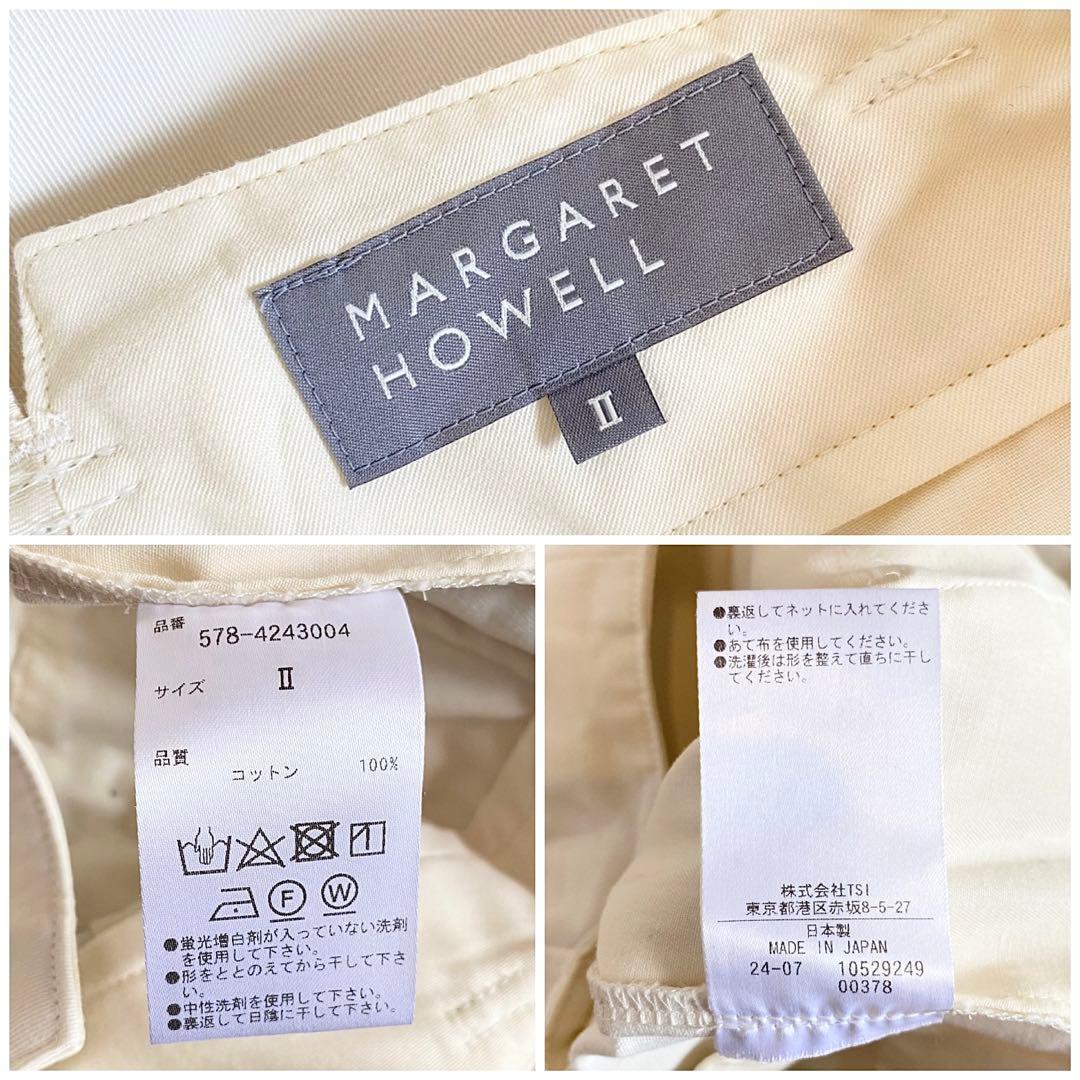 MARGARET
HOWELL
II
品番 578-4243004
サイズ II
品質
コットン 100%
F W
●蛍光増白剤が入っていない洗剤
を使用して下さい。
●形をととのえてから干して下さ
い。
●中性洗剤を使用して下さい。
●裏返して日陰に干して下さい。
●裏返してネットに入れてくださ
い。
●あて布を使用してください。
●洗濯後は形を整えて直ちに干し
てください。
株式会社TSI
東京都港区赤坂8-5-27
日本製
MADE IN JAPAN
24-07 10529249
00378